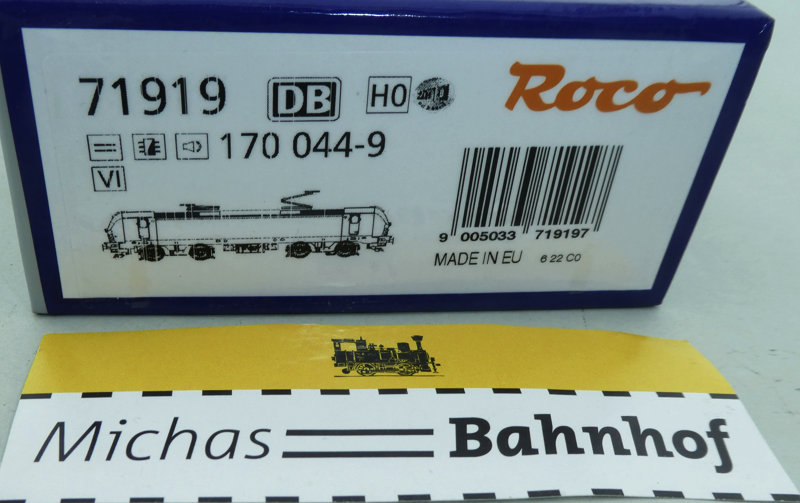 71919 DB H0 Roco
170 044-9
VI
9 005033 719197
MADE IN EU 6 22 C0
Michas Bahnhof